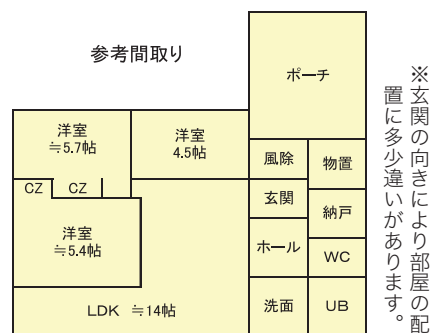 参考間取り
ポーチ
洋室
≒5.7帖
洋室
4.5帖
風除
物置
CZ
CZ
玄関
納戸
洋室
≒5.4帖
ホール
WC
LDK ≒14帖
洗面
UB
※玄関の向きにより部屋の配
置に多少違いがあります。